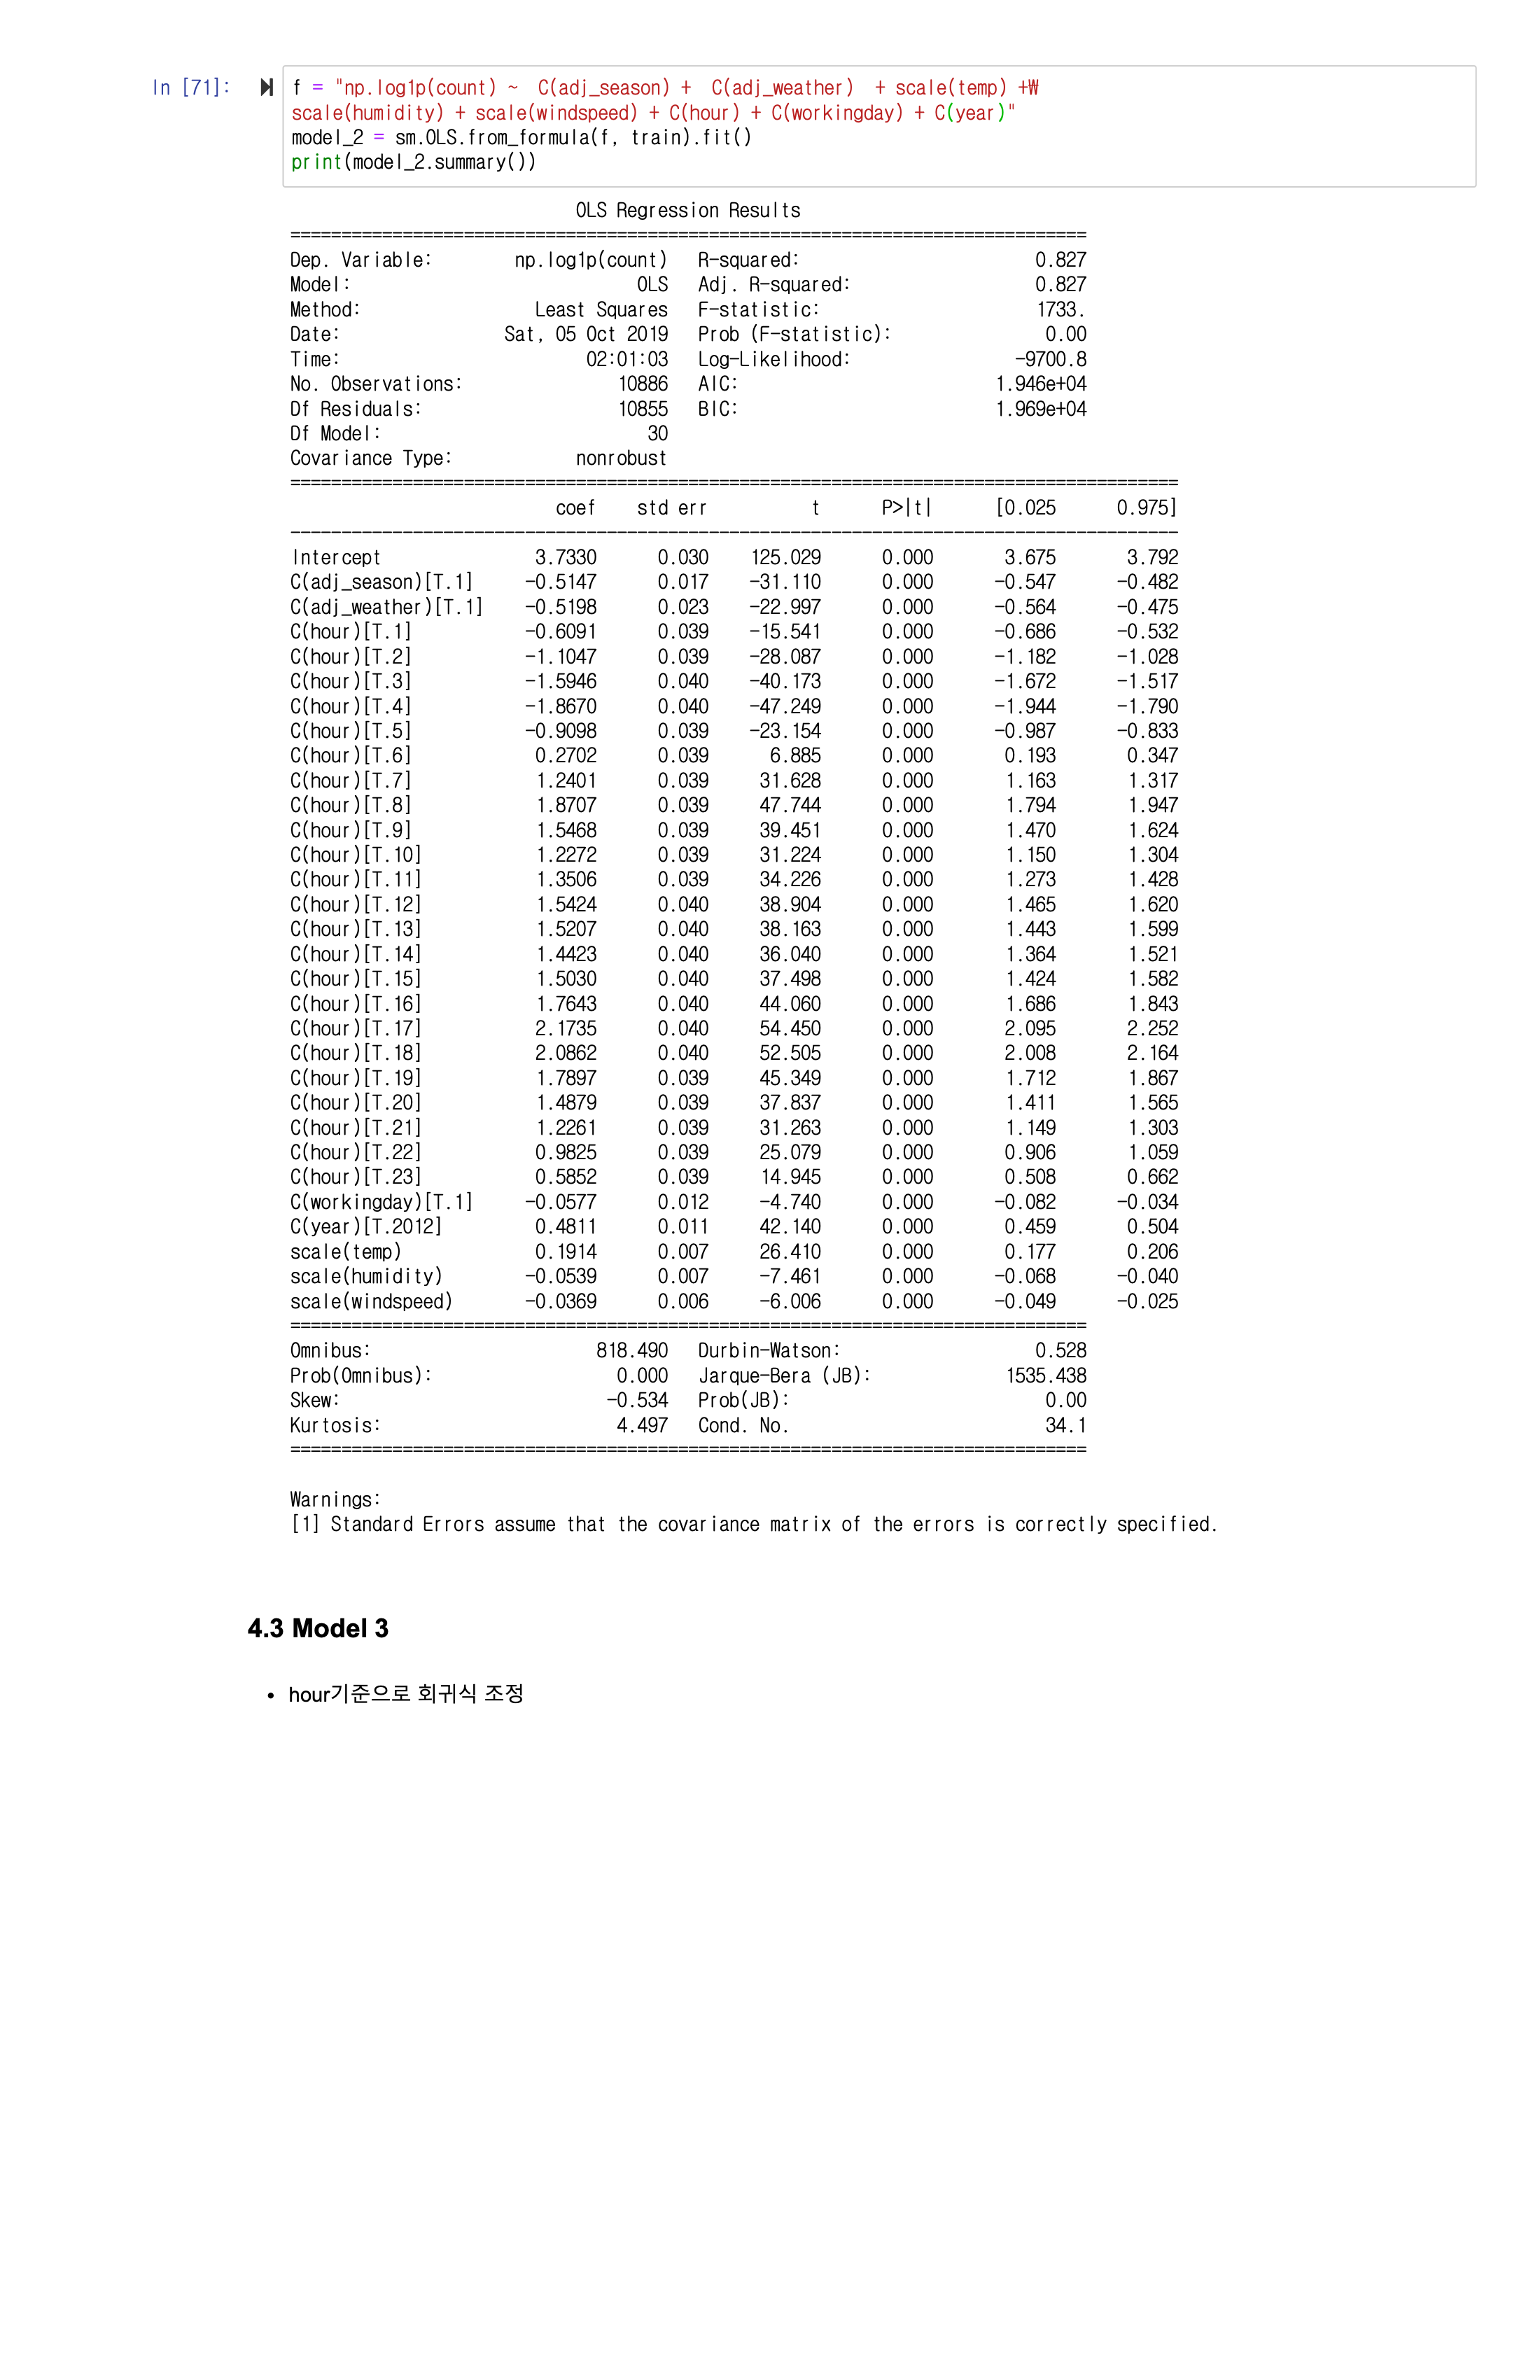 In [71]:
f = "np.log1p(count) ~  C(adj_season) +  C(adj_weather)  + scale(temp) +₩
scale(humidity) + scale(windspeed) + C(hour) + C(workingday) + C(year)"
model_2 = sm.OLS.from_formula(f, train).fit()
print(model_2.summary())
OLS Regression Results
==============================================================================
Dep. Variable: np.log1p(count) R-squared: 0.827
Model: OLS Adj. R-squared: 0.827
Method: Least Squares F-statistic: 1733.
Date: Sat, 05 Oct 2019 Prob (F-statistic): 0.00
Time: 02:01:03 Log-Likelihood: -9700.8
No. Observations: 10886 AIC: 1.946e+04
Df Residuals: 10855 BIC: 1.969e+04
Df Model: 30
Covariance Type: nonrobust
=======================================================================================
coef std err t P>|t| [0.025 0.975]
---------------------------------------------------------------------------------------
Intercept 3.7330 0.030 125.029 0.000 3.675 3.792
C(adj_season)[T.1] -0.5147 0.017 -31.110 0.000 -0.547 -0.482
C(adj_weather)[T.1] -0.5198 0.023 -22.997 0.000 -0.564 -0.475
C(hour)[T.1] -0.6091 0.039 -15.541 0.000 -0.686 -0.532
C(hour)[T.2] -1.1047 0.039 -28.087 0.000 -1.182 -1.028
C(hour)[T.3] -1.5946 0.040 -40.173 0.000 -1.672 -1.517
C(hour)[T.4] -1.8670 0.040 -47.249 0.000 -1.944 -1.790
C(hour)[T.5] -0.9098 0.039 -23.154 0.000 -0.987 -0.833
C(hour)[T.6] 0.2702 0.039 6.885 0.000 0.193 0.347
C(hour)[T.7] 1.2401 0.039 31.628 0.000 1.163 1.317
C(hour)[T.8] 1.8707 0.039 47.744 0.000 1.794 1.947
C(hour)[T.9] 1.5468 0.039 39.451 0.000 1.470 1.624
C(hour)[T.10] 1.2272 0.039 31.224 0.000 1.150 1.304
C(hour)[T.11] 1.3506 0.039 34.226 0.000 1.273 1.428
C(hour)[T.12] 1.5424 0.040 38.904 0.000 1.465 1.620
C(hour)[T.13] 1.5207 0.040 38.163 0.000 1.443 1.599
C(hour)[T.14] 1.4423 0.040 36.040 0.000 1.364 1.521
C(hour)[T.15] 1.5030 0.040 37.498 0.000 1.424 1.582
C(hour)[T.16] 1.7643 0.040 44.060 0.000 1.686 1.843
C(hour)[T.17] 2.1735 0.040 54.450 0.000 2.095 2.252
C(hour)[T.18] 2.0862 0.040 52.505 0.000 2.008 2.164
C(hour)[T.19] 1.7897 0.039 45.349 0.000 1.712 1.867
C(hour)[T.20] 1.4879 0.039 37.837 0.000 1.411 1.565
C(hour)[T.21] 1.2261 0.039 31.263 0.000 1.149 1.303
C(hour)[T.22] 0.9825 0.039 25.079 0.000 0.906 1.059
C(hour)[T.23] 0.5852 0.039 14.945 0.000 0.508 0.662
C(workingday)[T.1] -0.0577 0.012 -4.740 0.000 -0.082 -0.034
C(year)[T.2012] 0.4811 0.011 42.140 0.000 0.459 0.504
scale(temp) 0.1914 0.007 26.410 0.000 0.177 0.206
scale(humidity) -0.0539 0.007 -7.461 0.000 -0.068 -0.040
scale(windspeed) -0.0369 0.006 -6.006 0.000 -0.049 -0.025
==============================================================================
Omnibus: 818.490 Durbin-Watson: 0.528
Prob(Omnibus): 0.000 Jarque-Bera (JB): 1535.438
Skew: -0.534 Prob(JB): 0.00
Kurtosis: 4.497 Cond. No. 34.1
==============================================================================
Warnings:
[1] Standard Errors assume that the covariance matrix of the errors is correctly specified.
4.3 Model 3
• hour기준으로 회귀식 조정